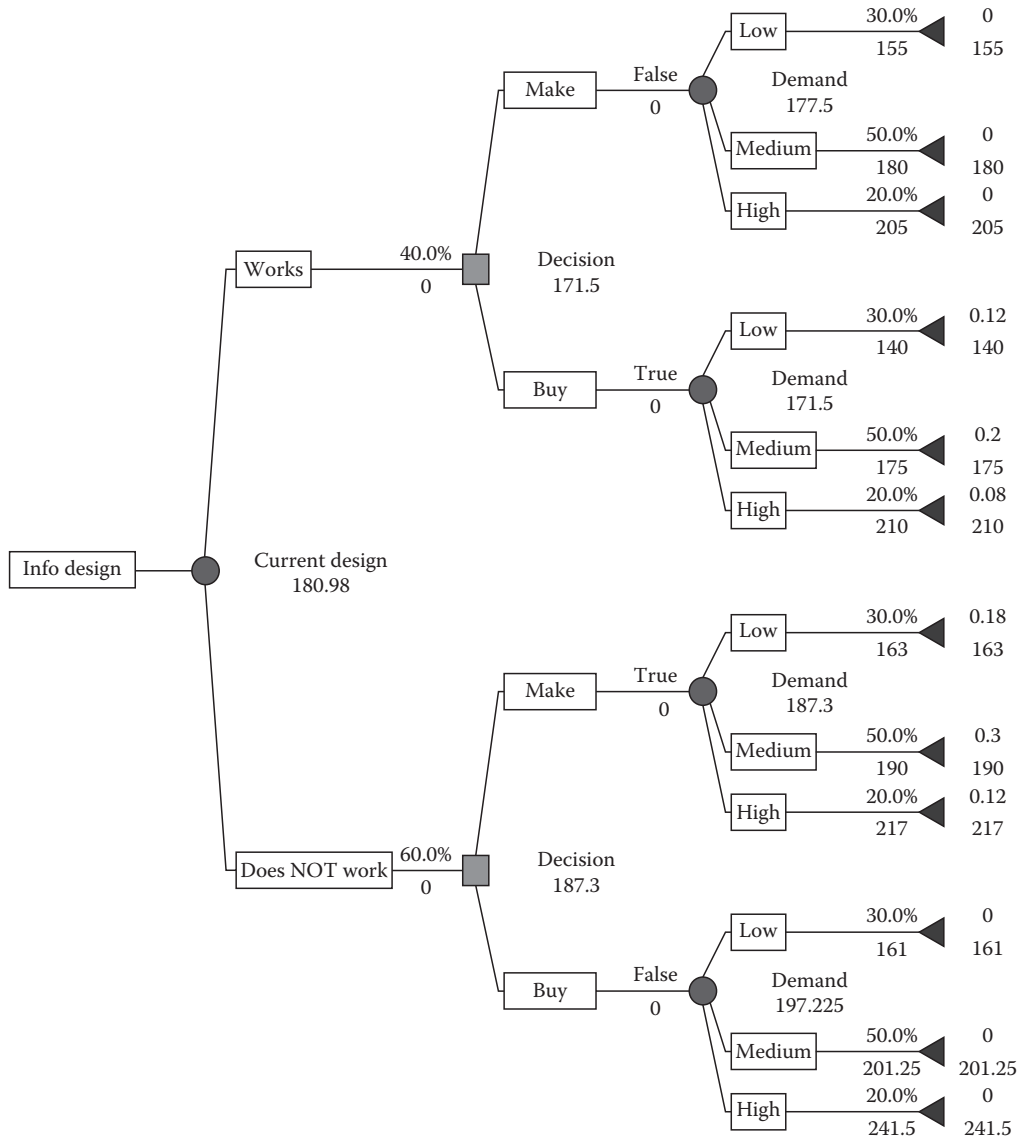 Low
30.0%
0
155
155
Make
False
0
Demand
177.5
Medium
50.0%
0
180
180
High
20.0%
0
205
205
Works
40.0%
0
Decision
171.5
Low
30.0%
0.12
140
140
Buy
True
0
Demand
171.5
Medium
50.0%
0.2
175
175
High
20.0%
0.08
210
210
Info design
Current design
180.98
Low
30.0%
0.18
163
163
Make
True
0
Demand
187.3
Medium
50.0%
0.3
190
190
High
20.0%
0.12
217
217
Does NOT work
60.0%
0
Decision
187.3
Low
30.0%
0
161
161
Buy
False
0
Demand
197.225
Medium
50.0%
0
201.25
201.25
High
20.0%
0
241.5
241.5